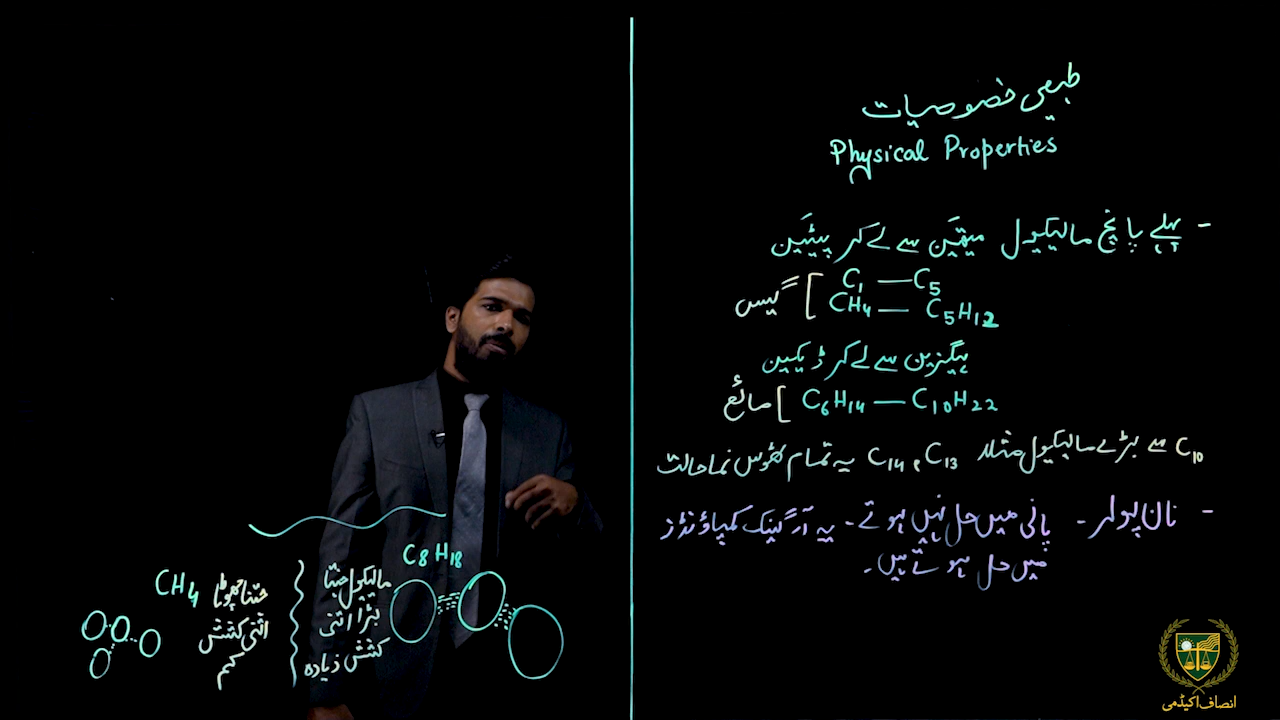 طبعی خصوصیات
Physical Properties
- پہلے پانچ مالیکیول میتھین سے لے کر پینٹین
C1 — C5
CH4 — C5H12 ] گیس
ہیگزین سے لے کر ڈیکین
C6H14 — C10H22 ] مائع
C10 سے بڑے مالیکیول مثلاً C13 ، C14 یہ تمام ٹھوس نما حالت
- نان پولر - پانی میں حل نہیں ہوتے - یہ آرگینک کمپاؤنڈز
میں حل ہوتے ہیں۔
C8H18
مالیکیول جتنا
بڑا اتنی
کشش زیادہ
CH4
جتنا چھوٹا
اتنی کشش
کم
انصاف اکیڈمی